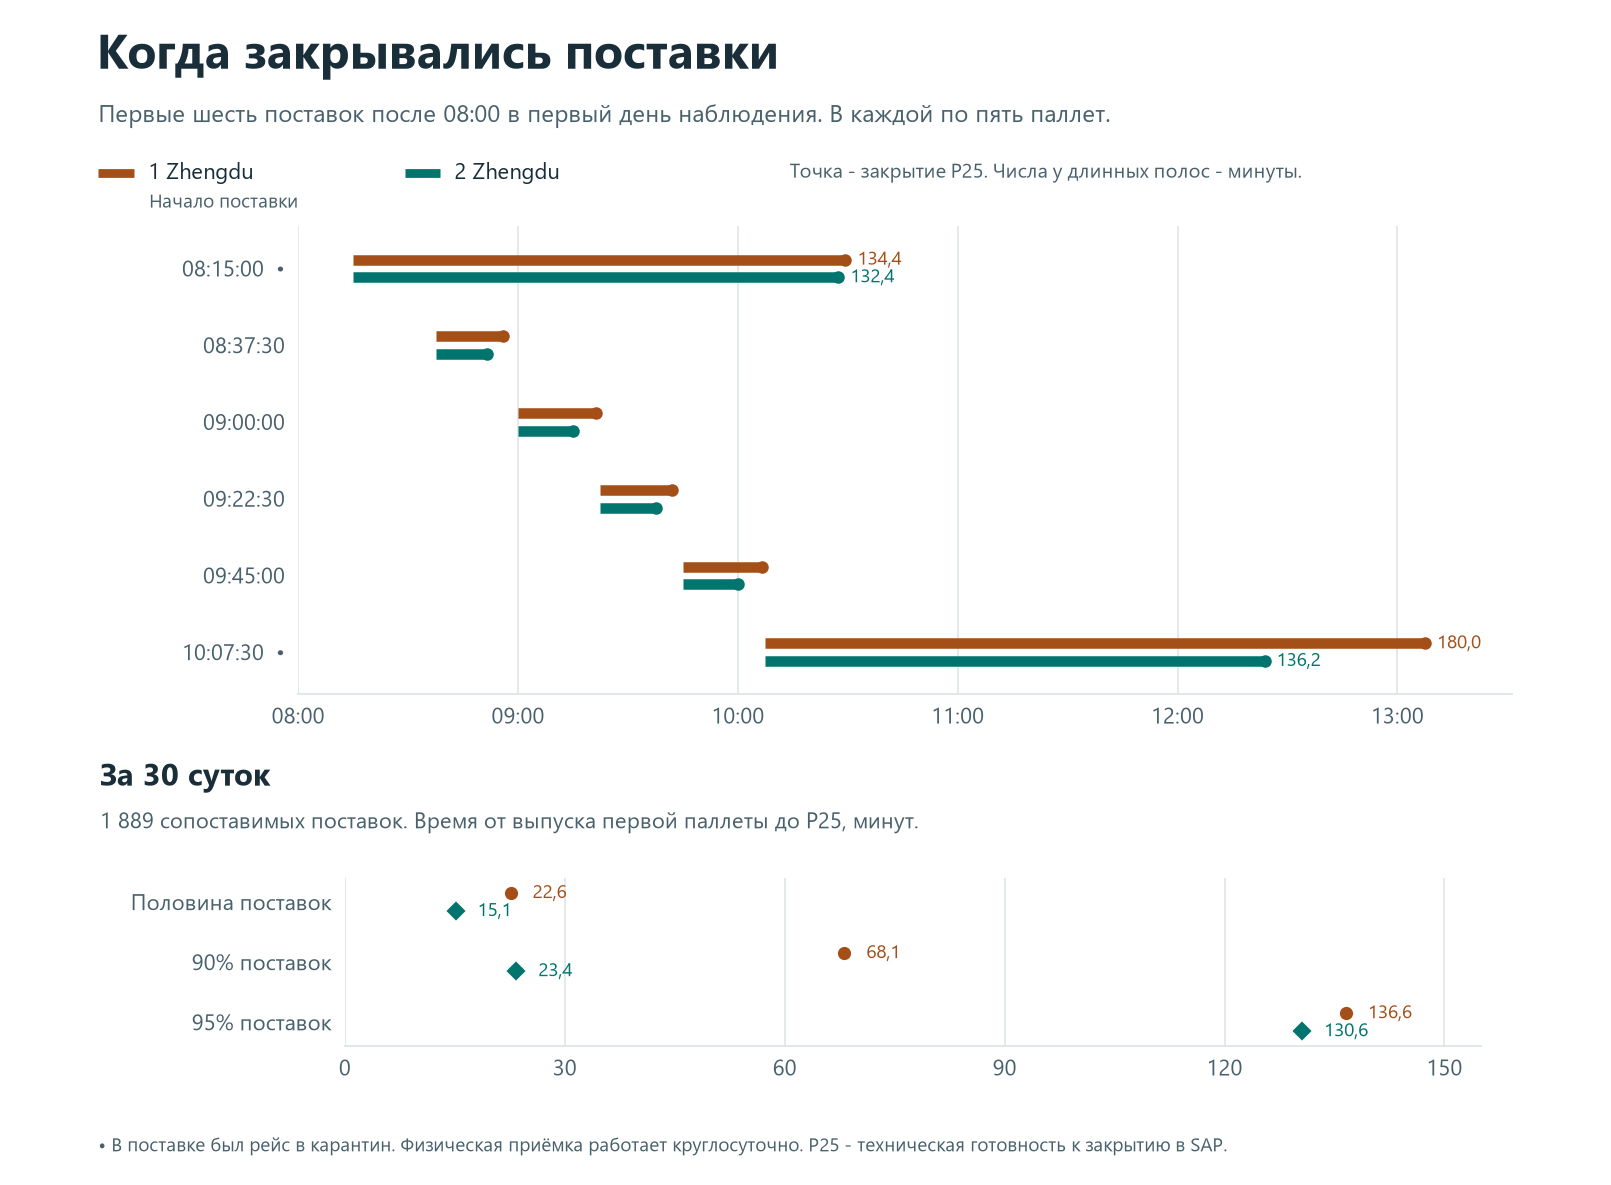 Когда закрывались поставки
Первые шесть поставок после 08:00 в первый день наблюдения. В каждой по пять паллет.
1 Zhengdu
2 Zhengdu
Точка - закрытие P25. Числа у длинных полос - минуты.
Начало поставки
08:15:00 •
134,4
132,4
08:37:30
09:00:00
09:22:30
09:45:00
10:07:30 •
180,0
136,2
08:00 09:00 10:00 11:00 12:00 13:00
За 30 суток
1 889 сопоставимых поставок. Время от выпуска первой паллеты до P25, минут.
Половина поставок
22,6
15,1
90% поставок
68,1
23,4
95% поставок
136,6
130,6
0 30 60 90 120 150
• В поставке был рейс в карантин. Физическая приёмка работает круглосуточно. P25 - техническая готовность к закрытию в SAP.